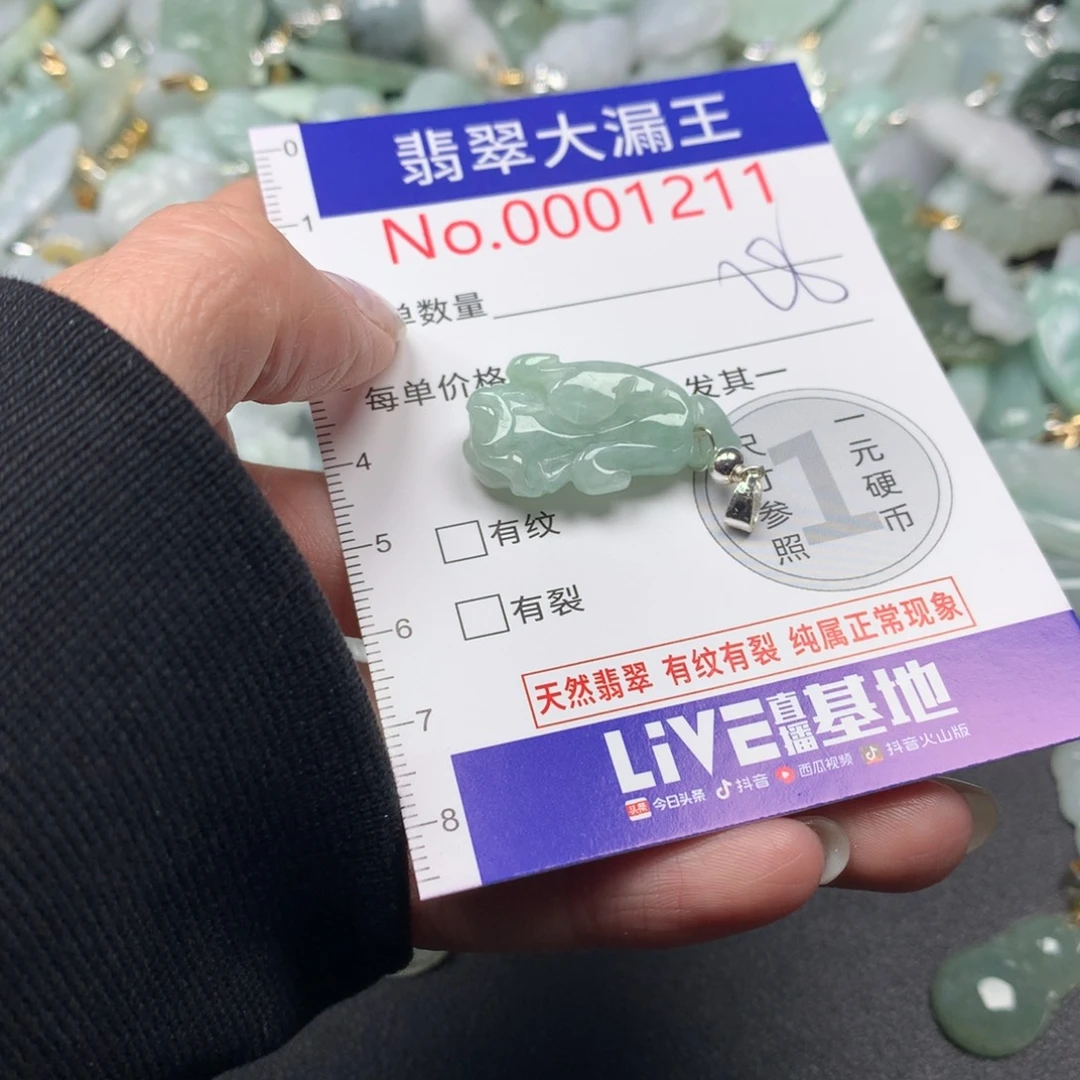 翡翠大漏王
No.0001211
单数量
每单价格
发其一
一元硬币
1
尺寸参照
有纹
有裂
天然翡翠 有纹有裂 纯属正常现象
LiVE直播基地
头条 今日头条 抖音 西瓜视频 抖音火山版
0
1
4
5
6
7
8